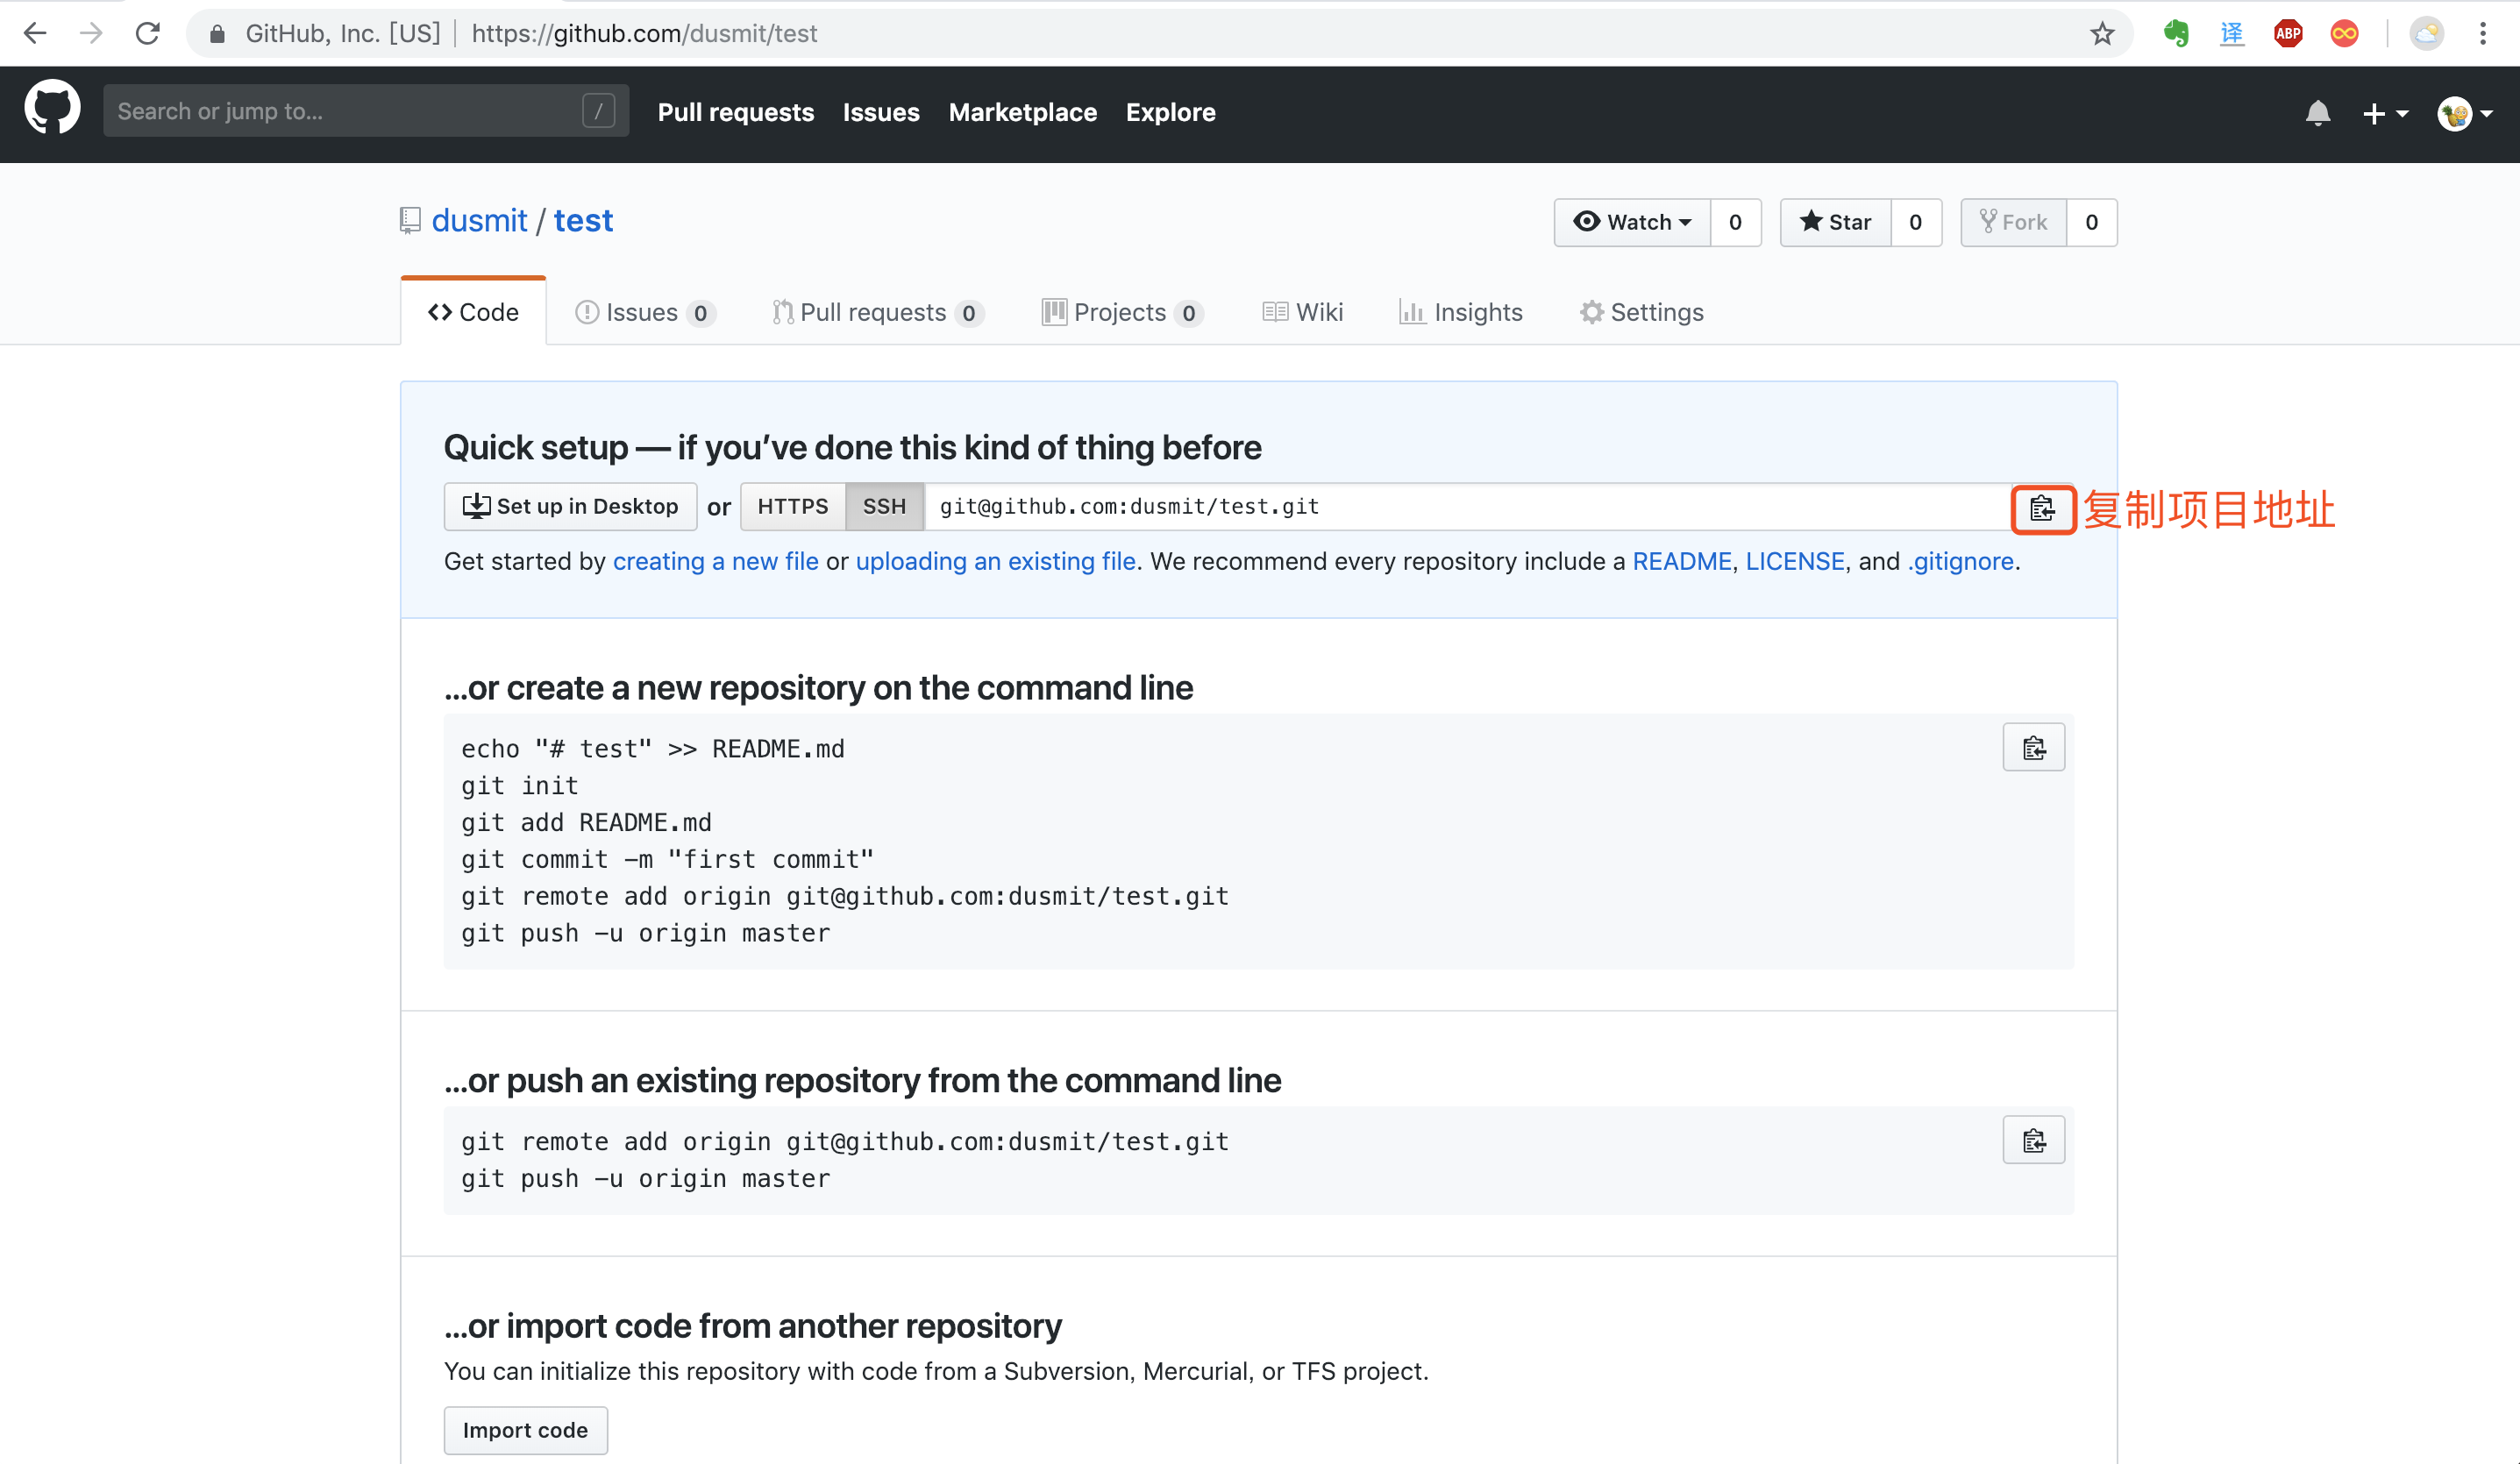 GitHub, Inc. [US] | https://github.com/dusmit/test
译
ABP
Search or jump to... /
Pull requests Issues Marketplace Explore
dusmit / test
Watch 0 Star 0 Fork 0
Code Issues 0 Pull requests 0 Projects 0 Wiki Insights Settings
Quick setup — if you’ve done this kind of thing before
Set up in Desktop or HTTPS SSH git@github.com:dusmit/test.git 复制项目地址
Get started by creating a new file or uploading an existing file. We recommend every repository include a README, LICENSE, and .gitignore.
…or create a new repository on the command line
echo "# test" >> README.md
git init
git add README.md
git commit -m "first commit"
git remote add origin git@github.com:dusmit/test.git
git push -u origin master
…or push an existing repository from the command line
git remote add origin git@github.com:dusmit/test.git
git push -u origin master
…or import code from another repository
You can initialize this repository with code from a Subversion, Mercurial, or TFS project.
Import code